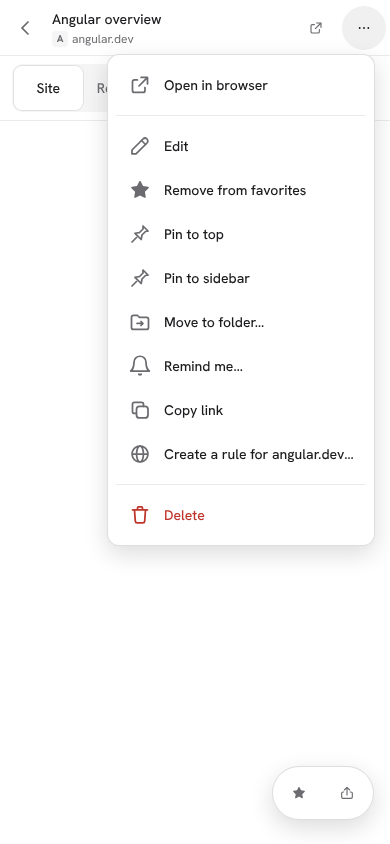 Angular overview
A angular.dev
Site
Re
Open in browser
Edit
Remove from favorites
Pin to top
Pin to sidebar
Move to folder...
Remind me...
Copy link
Create a rule for angular.dev...
Delete